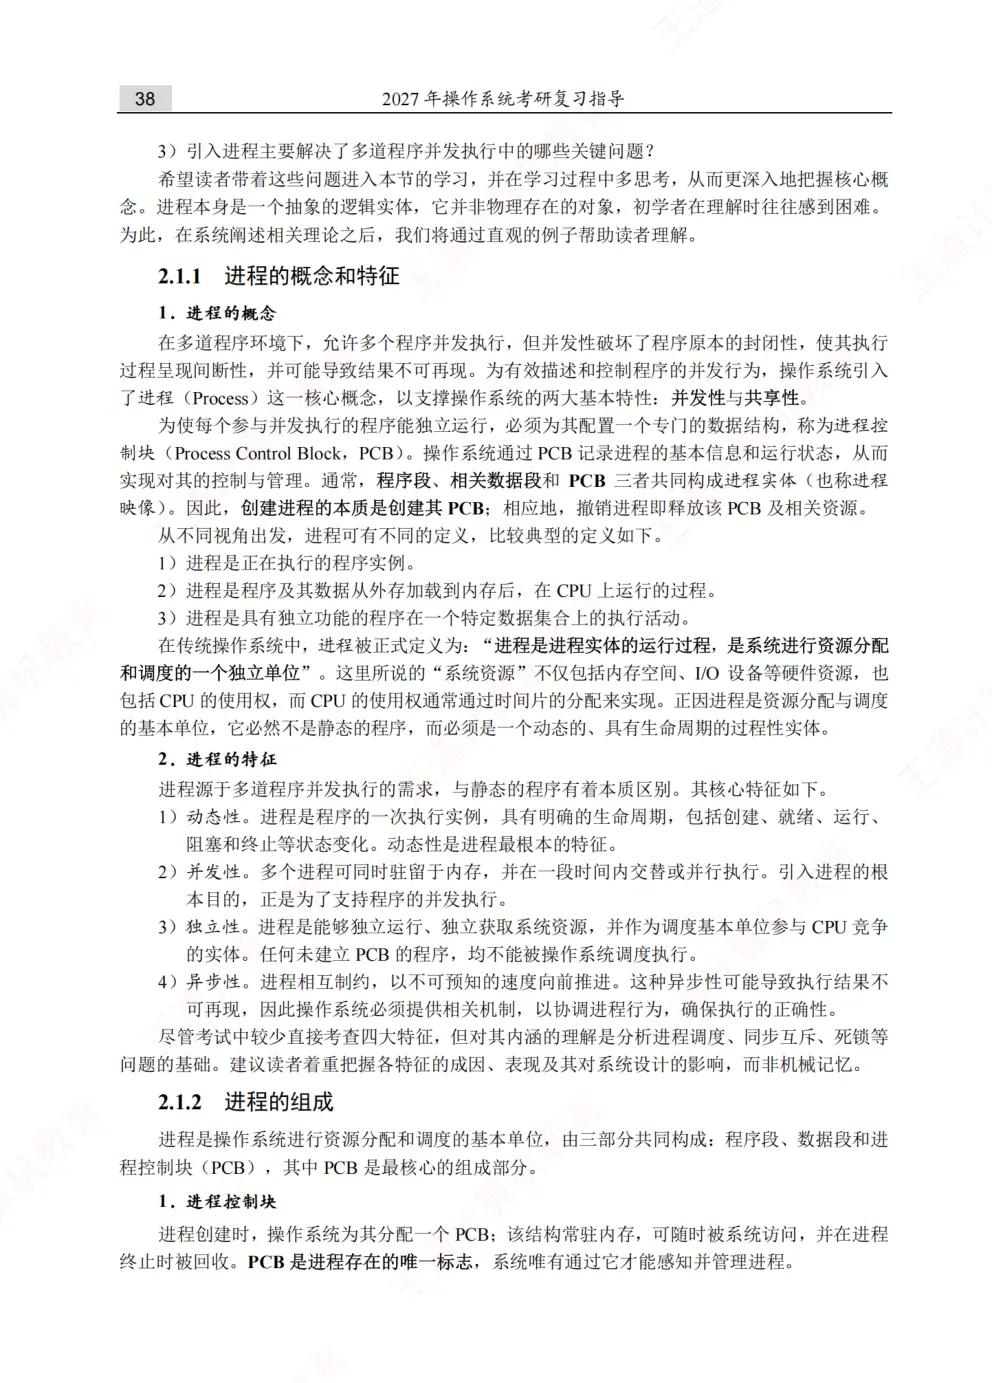 38
2027 年操作系统考研复习指导
3）引入进程主要解决了多道程序并发执行中的哪些关键问题？
希望读者带着这些问题进入本节的学习，并在学习过程中多思考，从而更深入地把握核心概
念。进程本身是一个抽象的逻辑实体，它并非物理存在的对象，初学者在理解时往往感到困难。
为此，在系统阐述相关理论之后，我们将通过直观的例子帮助读者理解。
2.1.1 进程的概念和特征
1．进程的概念
在多道程序环境下，允许多个程序并发执行，但并发性破坏了程序原本的封闭性，使其执行
过程呈现间断性，并可能导致结果不可再现。为有效描述和控制程序的并发行为，操作系统引入
了进程（Process）这一核心概念，以支撑操作系统的两大基本特性：并发性与共享性。
为使每个参与并发执行的程序能独立运行，必须为其配置一个专门的数据结构，称为进程控
制块（Process Control Block，PCB）。操作系统通过 PCB 记录进程的基本信息和运行状态，从而
实现对其的控制与管理。通常，程序段、相关数据段和 PCB 三者共同构成进程实体（也称进程
映像）。因此，创建进程的本质是创建其 PCB；相应地，撤销进程即释放该 PCB 及相关资源。
从不同视角出发，进程可有不同的定义，比较典型的定义如下。
1）进程是正在执行的程序实例。
2）进程是程序及其数据从外存加载到内存后，在 CPU 上运行的过程。
3）进程是具有独立功能的程序在一个特定数据集合上的执行活动。
在传统操作系统中，进程被正式定义为：“进程是进程实体的运行过程，是系统进行资源分配
和调度的一个独立单位”。这里所说的“系统资源”不仅包括内存空间、I/O 设备等硬件资源，也
包括 CPU 的使用权，而 CPU 的使用权通常通过时间片的分配来实现。正因进程是资源分配与调度
的基本单位，它必然不是静态的程序，而必须是一个动态的、具有生命周期的过程性实体。
2．进程的特征
进程源于多道程序并发执行的需求，与静态的程序有着本质区别。其核心特征如下。
1）动态性。进程是程序的一次执行实例，具有明确的生命周期，包括创建、就绪、运行、
阻塞和终止等状态变化。动态性是进程最根本的特征。
2）并发性。多个进程可同时驻留于内存，并在一段时间内交替或并行执行。引入进程的根
本目的，正是为了支持程序的并发执行。
3）独立性。进程是能够独立运行、独立获取系统资源，并作为调度基本单位参与 CPU 竞争
的实体。任何未建立 PCB 的程序，均不能被操作系统调度执行。
4）异步性。进程相互制约，以不可预知的速度向前推进。这种异步性可能导致执行结果不
可再现，因此操作系统必须提供相关机制，以协调进程行为，确保执行的正确性。
尽管考试中较少直接考查四大特征，但对其内涵的理解是分析进程调度、同步互斥、死锁等
问题的基础。建议读者着重把握各特征的成因、表现及其对系统设计的影响，而非机械记忆。
2.1.2 进程的组成
进程是操作系统进行资源分配和调度的基本单位，由三部分共同构成：程序段、数据段和进
程控制块（PCB），其中 PCB 是最核心的组成部分。
1．进程控制块
进程创建时，操作系统为其分配一个 PCB；该结构常驻内存，可随时被系统访问，并在进程
终止时被回收。PCB 是进程存在的唯一标志，系统唯有通过它才能感知并管理进程。